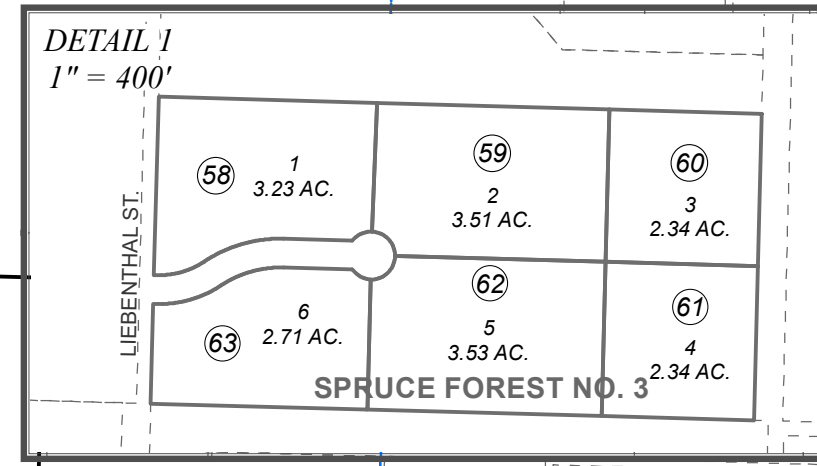 DETAIL 1
1" = 400'
LIEBENTHAL ST.
58
1
3.23 AC.
59
2
3.51 AC.
60
3
2.34 AC.
63
6
2.71 AC.
62
5
3.53 AC.
61
4
2.34 AC.
SPRUCE FOREST NO. 3